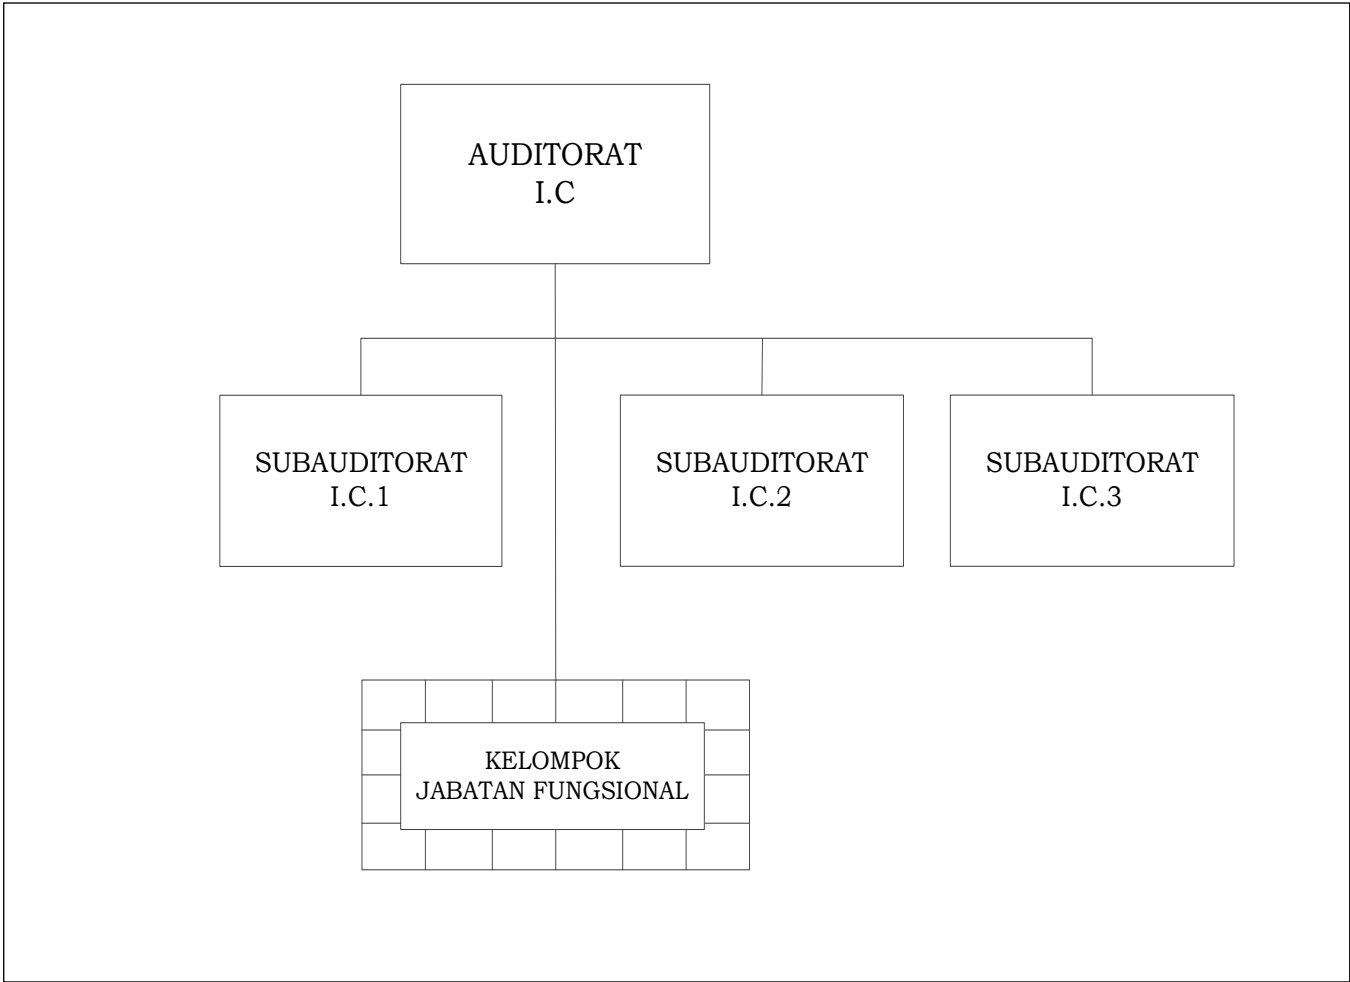 AUDITORAT
I.C
SUBAUDITORAT
I.C.1
SUBAUDITORAT
I.C.2
SUBAUDITORAT
I.C.3
KELOMPOK
JABATAN FUNGSIONAL